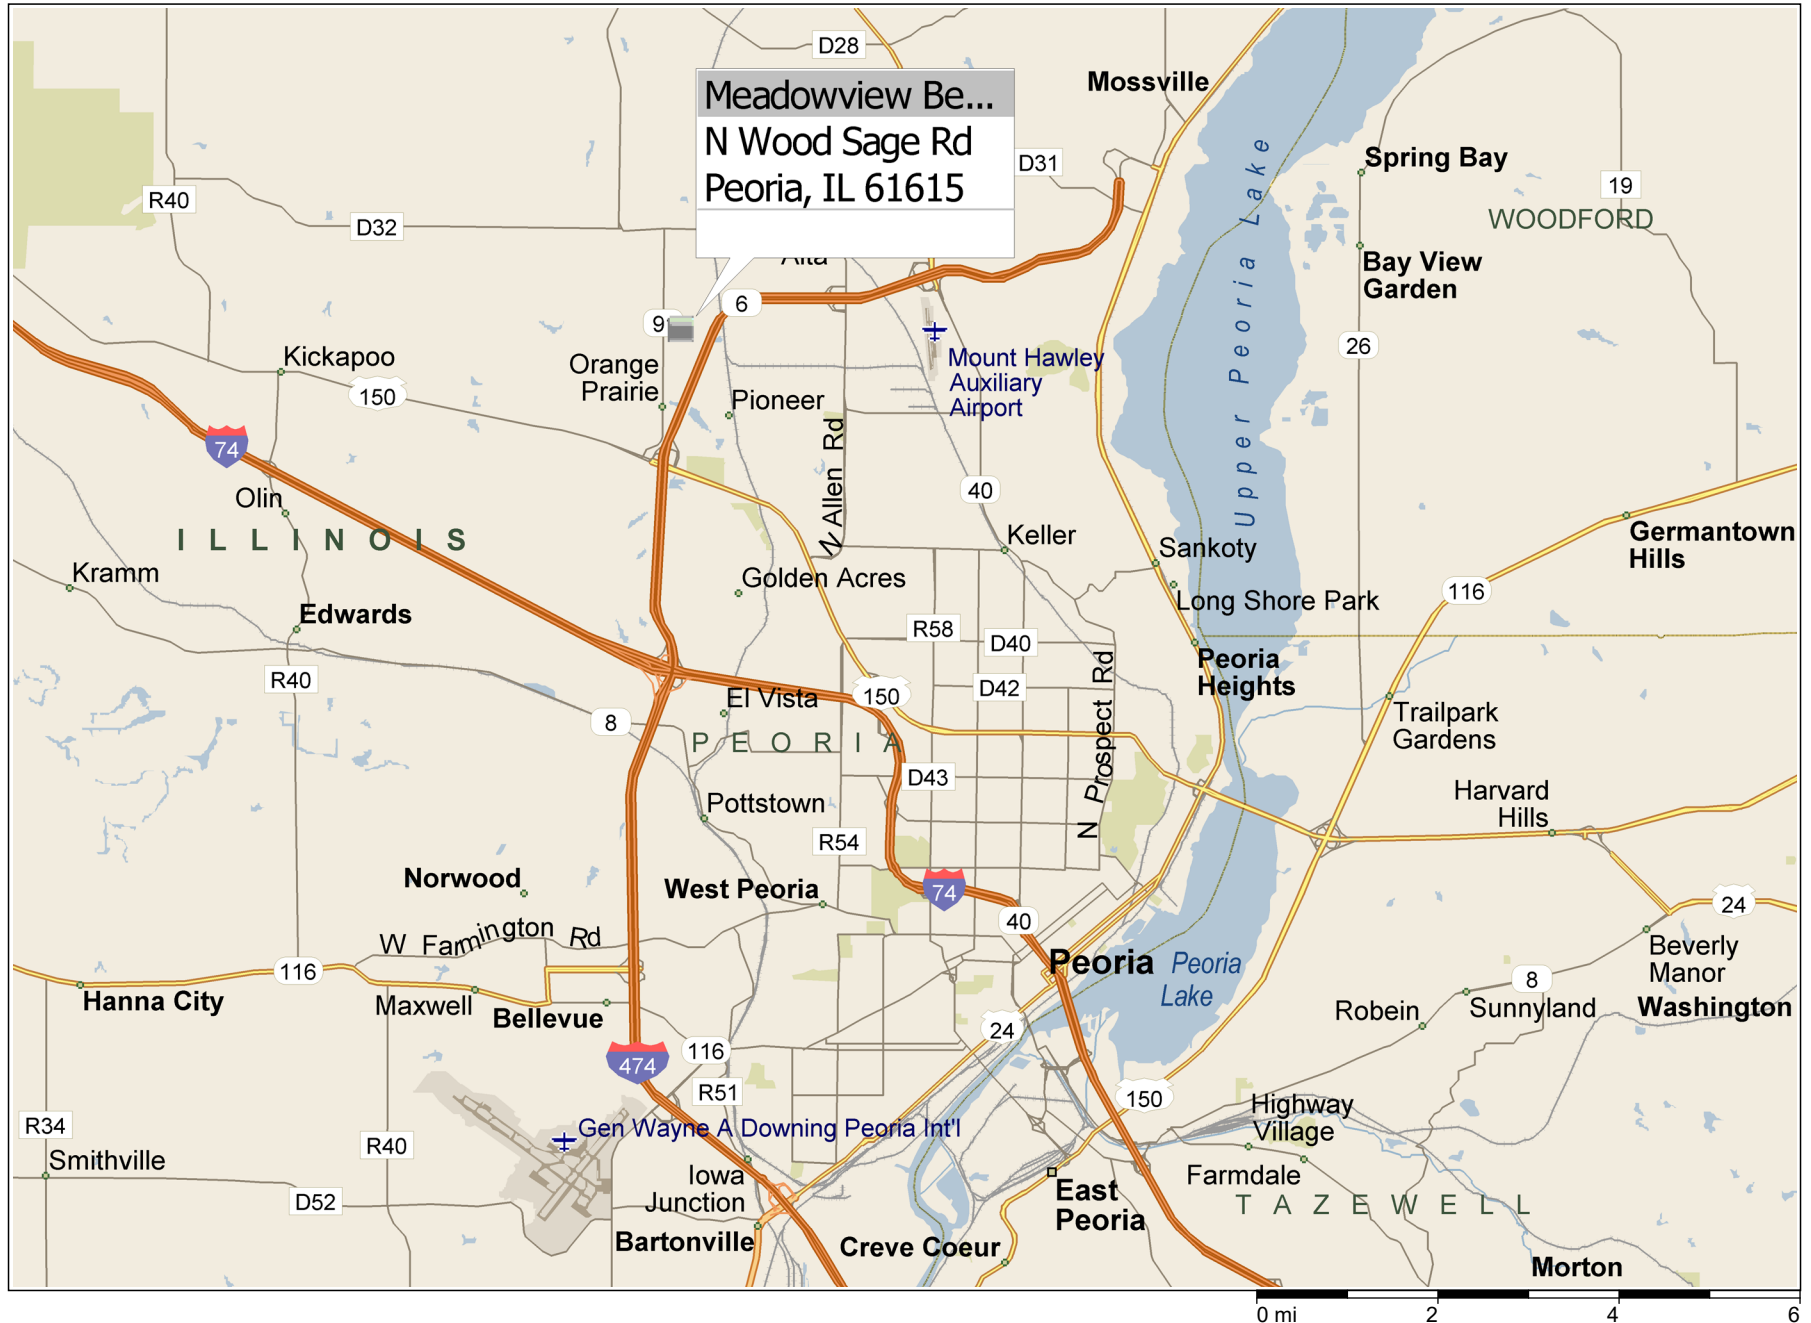 D28
Mossville
Meadowview Be...
N Wood Sage Rd
Peoria, IL 61615
D31
Spring Bay
19
WOODFORD
R40
D32
Alta
Upper Peoria Lake
Bay View
Garden
6
9
26
Kickapoo
150
Orange
Prairie
Pioneer
Mount Hawley
Auxiliary
Airport
74
N Allen Rd
Olin
40
ILLINOIS
Keller
Sankoty
Germantown
Hills
Kramm
Golden Acres
Long Shore Park
116
Edwards
R58
D40
Peoria
Heights
R40
D42
N Prospect Rd
150
El Vista
8
PEORIA
Trailpark
Gardens
D43
Harvard
Hills
Pottstown
R54
Norwood
West Peoria
74
24
40
W Farmington Rd
Beverly
Manor
Peoria
Peoria
Lake
116
8
Hanna City
Maxwell
Bellevue
Robein
Sunnyland
Washington
24
116
474
R51
150
Highway
Village
R34
Gen Wayne A Downing Peoria Int'l
R40
Smithville
Iowa
Junction
Farmdale
D52
East
Peoria
TAZEWELL
Bartonville
Creve Coeur
Morton
0 mi 2 4 6